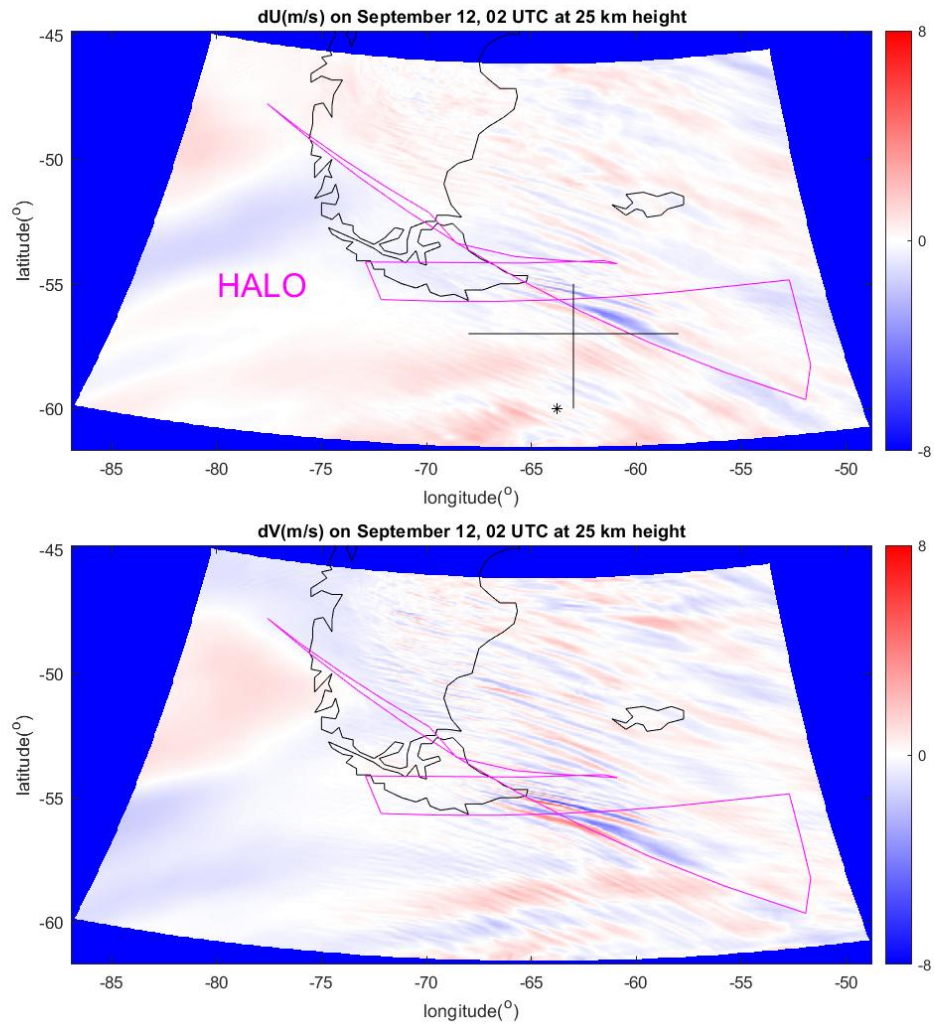 dU(m/s) on September 12, 02 UTC at 25 km height
-45
-50
-55
-60
latitude(°)
HALO
*
-85 -80 -75 -70 -65 -60 -55 -50
longitude(°)
8
0
-8
dV(m/s) on September 12, 02 UTC at 25 km height
-45
-50
-55
-60
latitude(°)
-85 -80 -75 -70 -65 -60 -55 -50
longitude(°)
8
0
-8